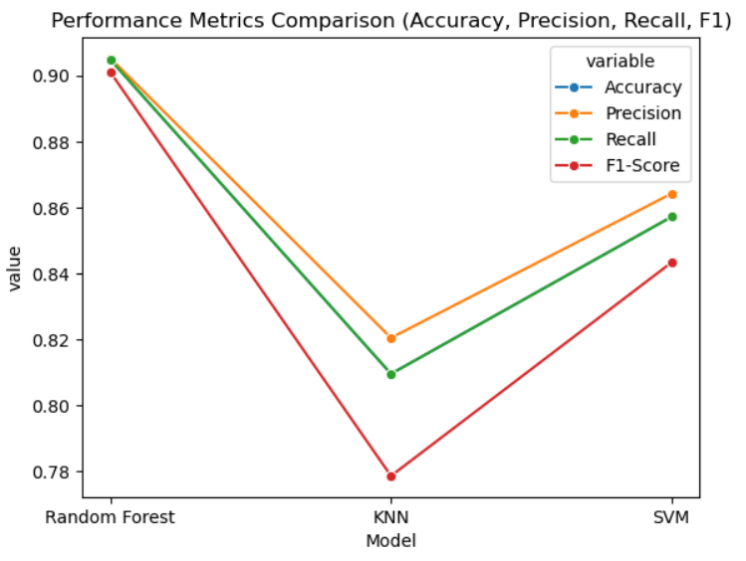 Performance Metrics Comparison (Accuracy, Precision, Recall, F1)
variable
Accuracy
Precision
Recall
F1-Score
0.90
0.88
0.86
0.84
0.82
0.80
0.78
value
Random Forest
KNN
SVM
Model